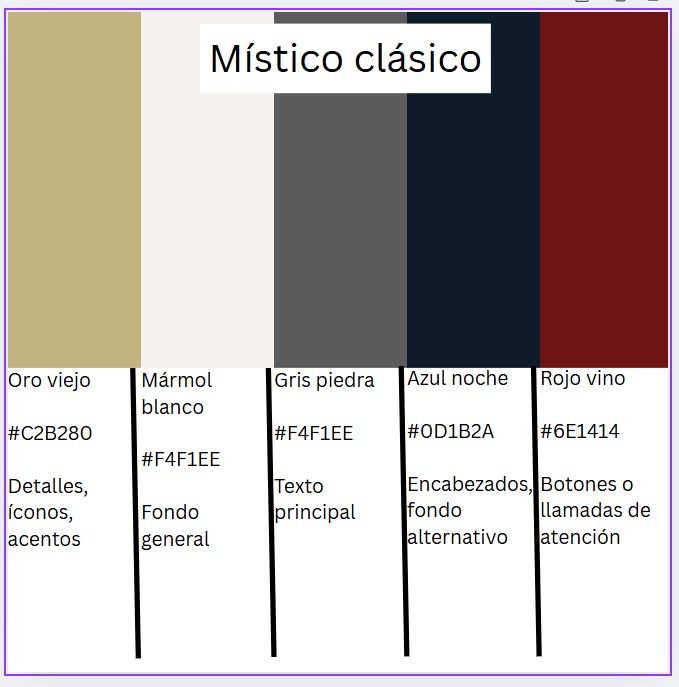 Místico clásico
Oro viejo
#C2B280
Detalles,
íconos,
acentos
Mármol
blanco
#F4F1EE
Fondo
general
Gris piedra
#F4F1EE
Texto
principal
Azul noche
#0D1B2A
Encabezados,
fondo
alternativo
Rojo vino
#6E1414
Botones o
llamadas de
atención